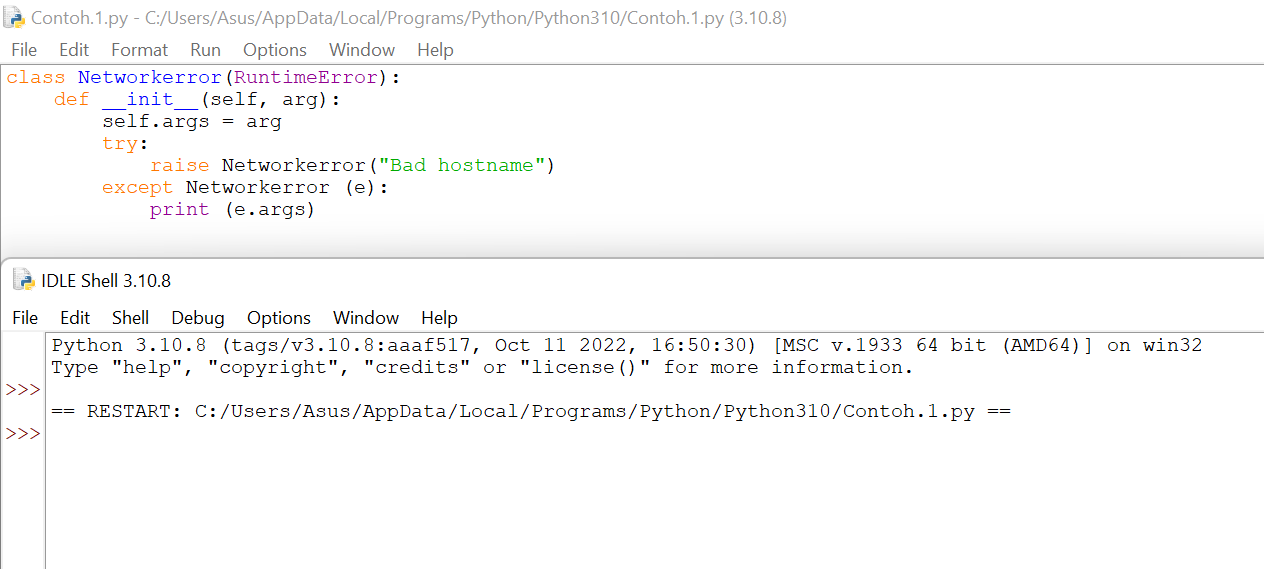 Contoh.1.py - C:/Users/Asus/AppData/Local/Programs/Python/Python310/Contoh.1.py (3.10.8)
File Edit Format Run Options Window Help
class Networkerror(RuntimeError):
    def __init__(self, arg):
        self.args = arg
        try:
            raise Networkerror("Bad hostname")
        except Networkerror (e):
            print (e.args)
IDLE Shell 3.10.8
File Edit Shell Debug Options Window Help
Python 3.10.8 (tags/v3.10.8:aaaf517, Oct 11 2022, 16:50:30) [MSC v.1933 64 bit (AMD64)] on win32
Type "help", "copyright", "credits" or "license()" for more information.
>>>
== RESTART: C:/Users/Asus/AppData/Local/Programs/Python/Python310/Contoh.1.py ==
>>>